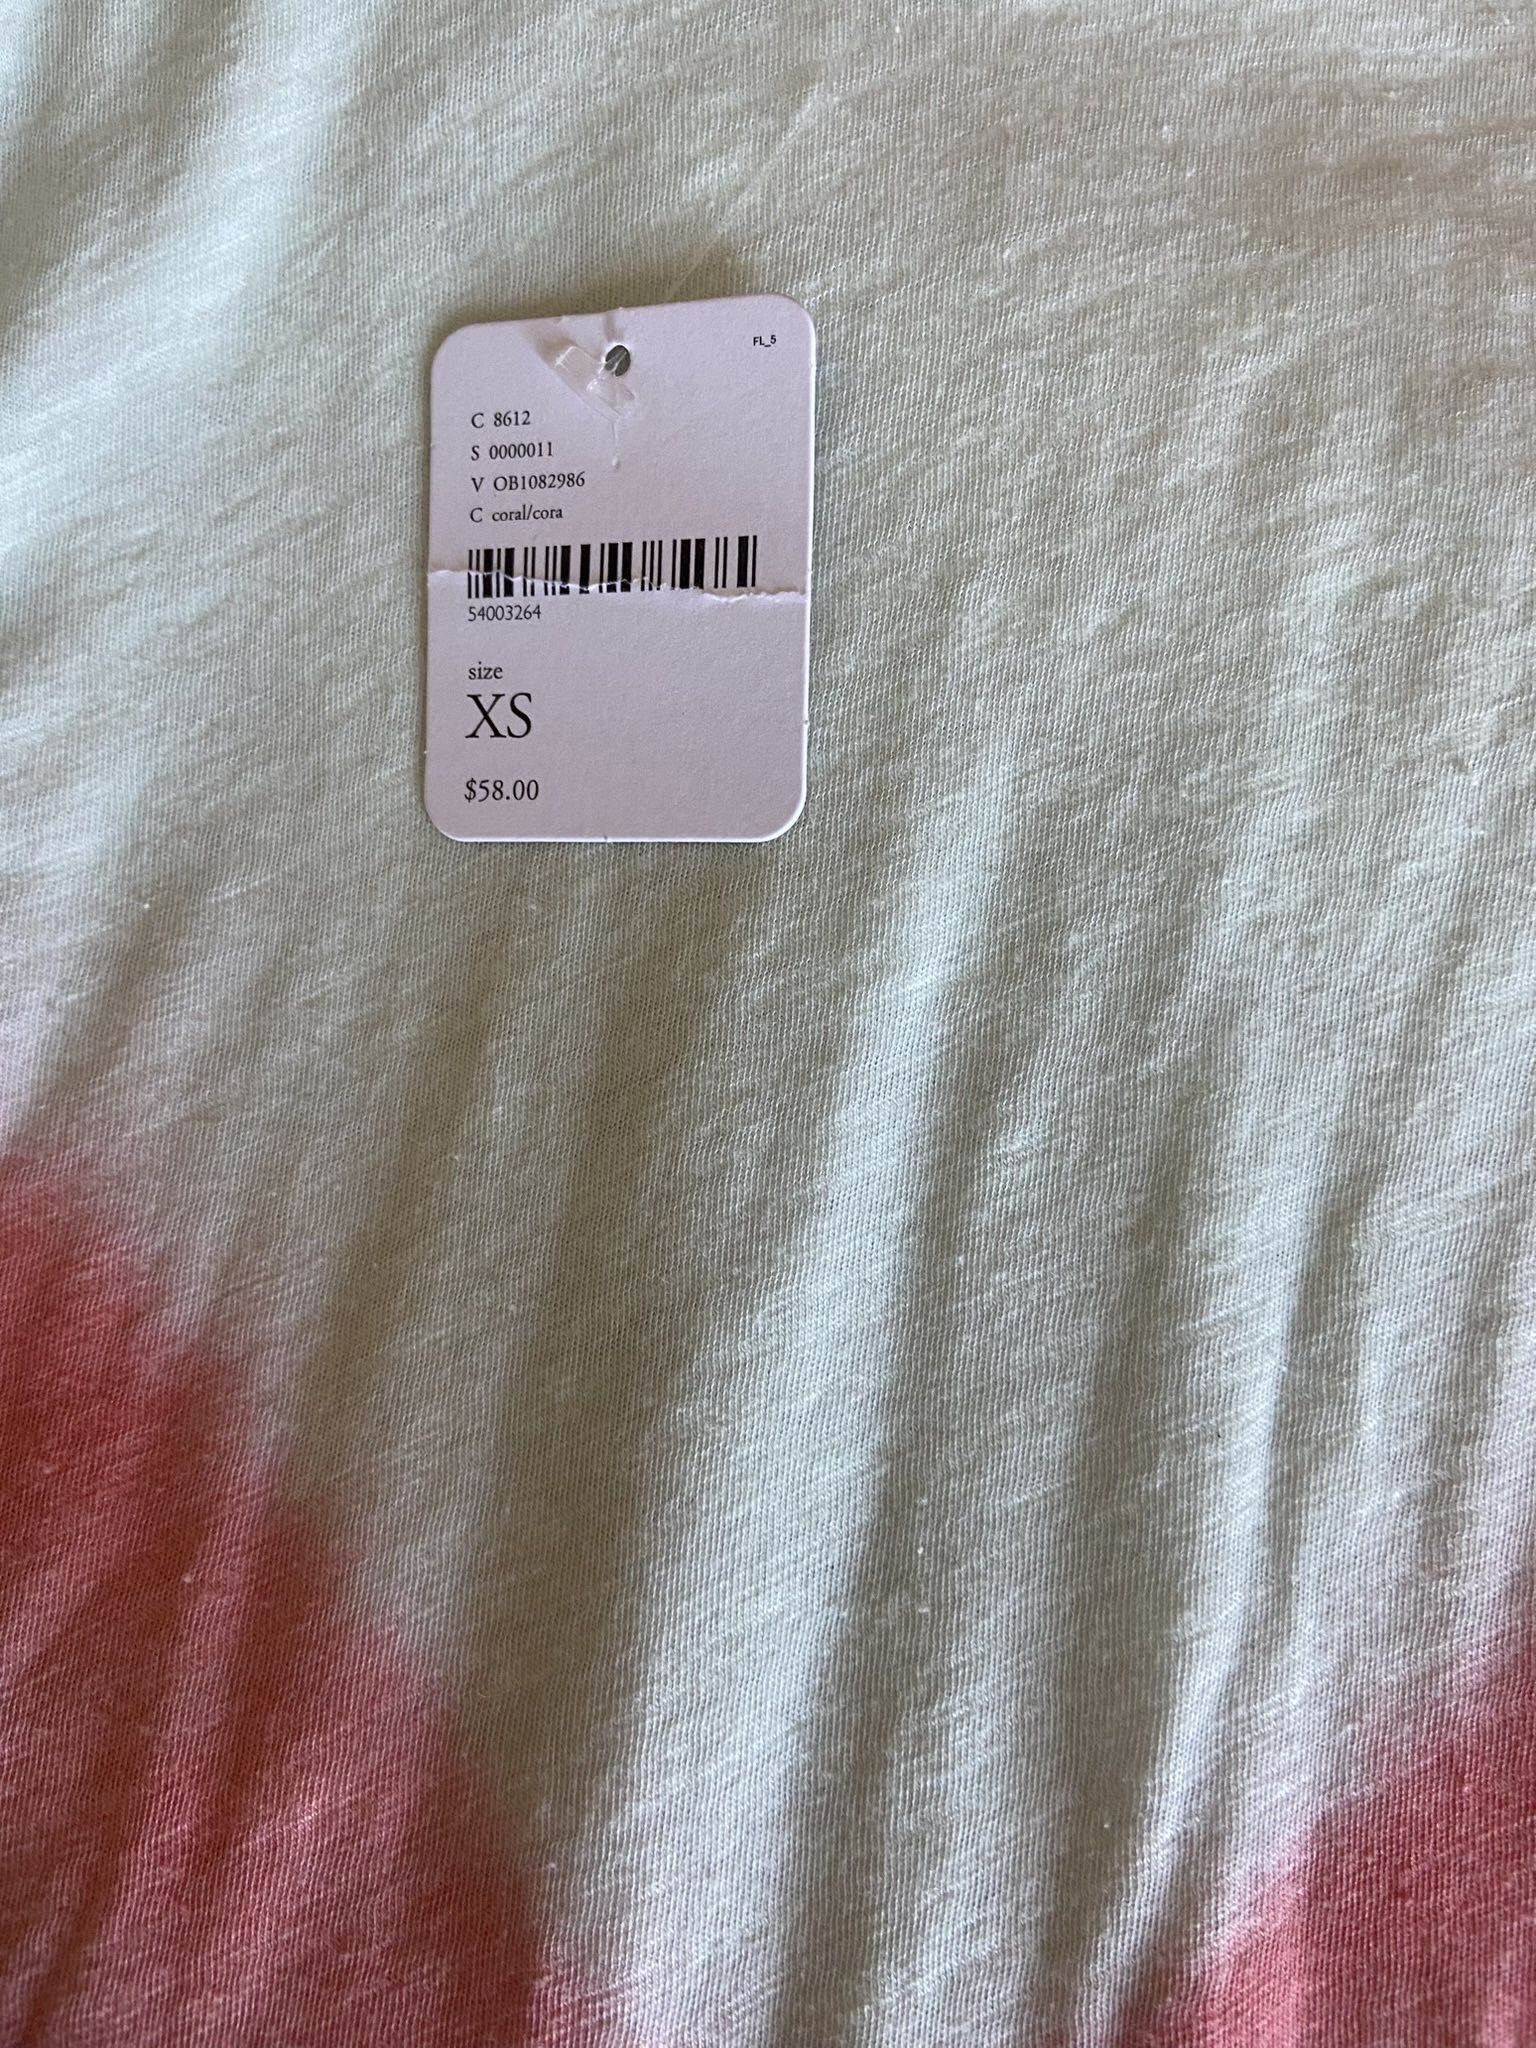 FL_5
C 8612
S 0000011
V OB1082986
C coral/cora
54003264
size
XS
$58.00